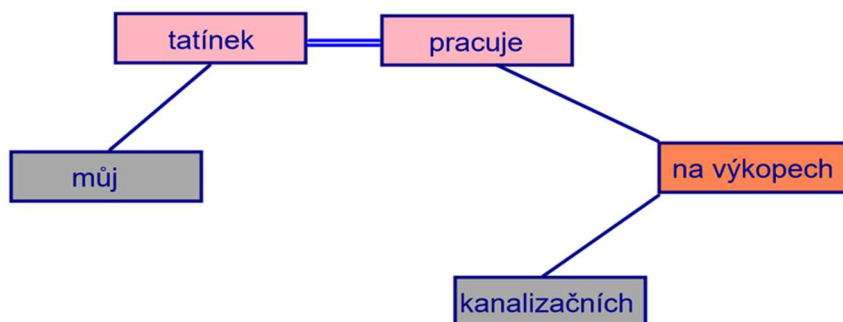 tatínek pracuje
můj
na výkopech
kanalizačních